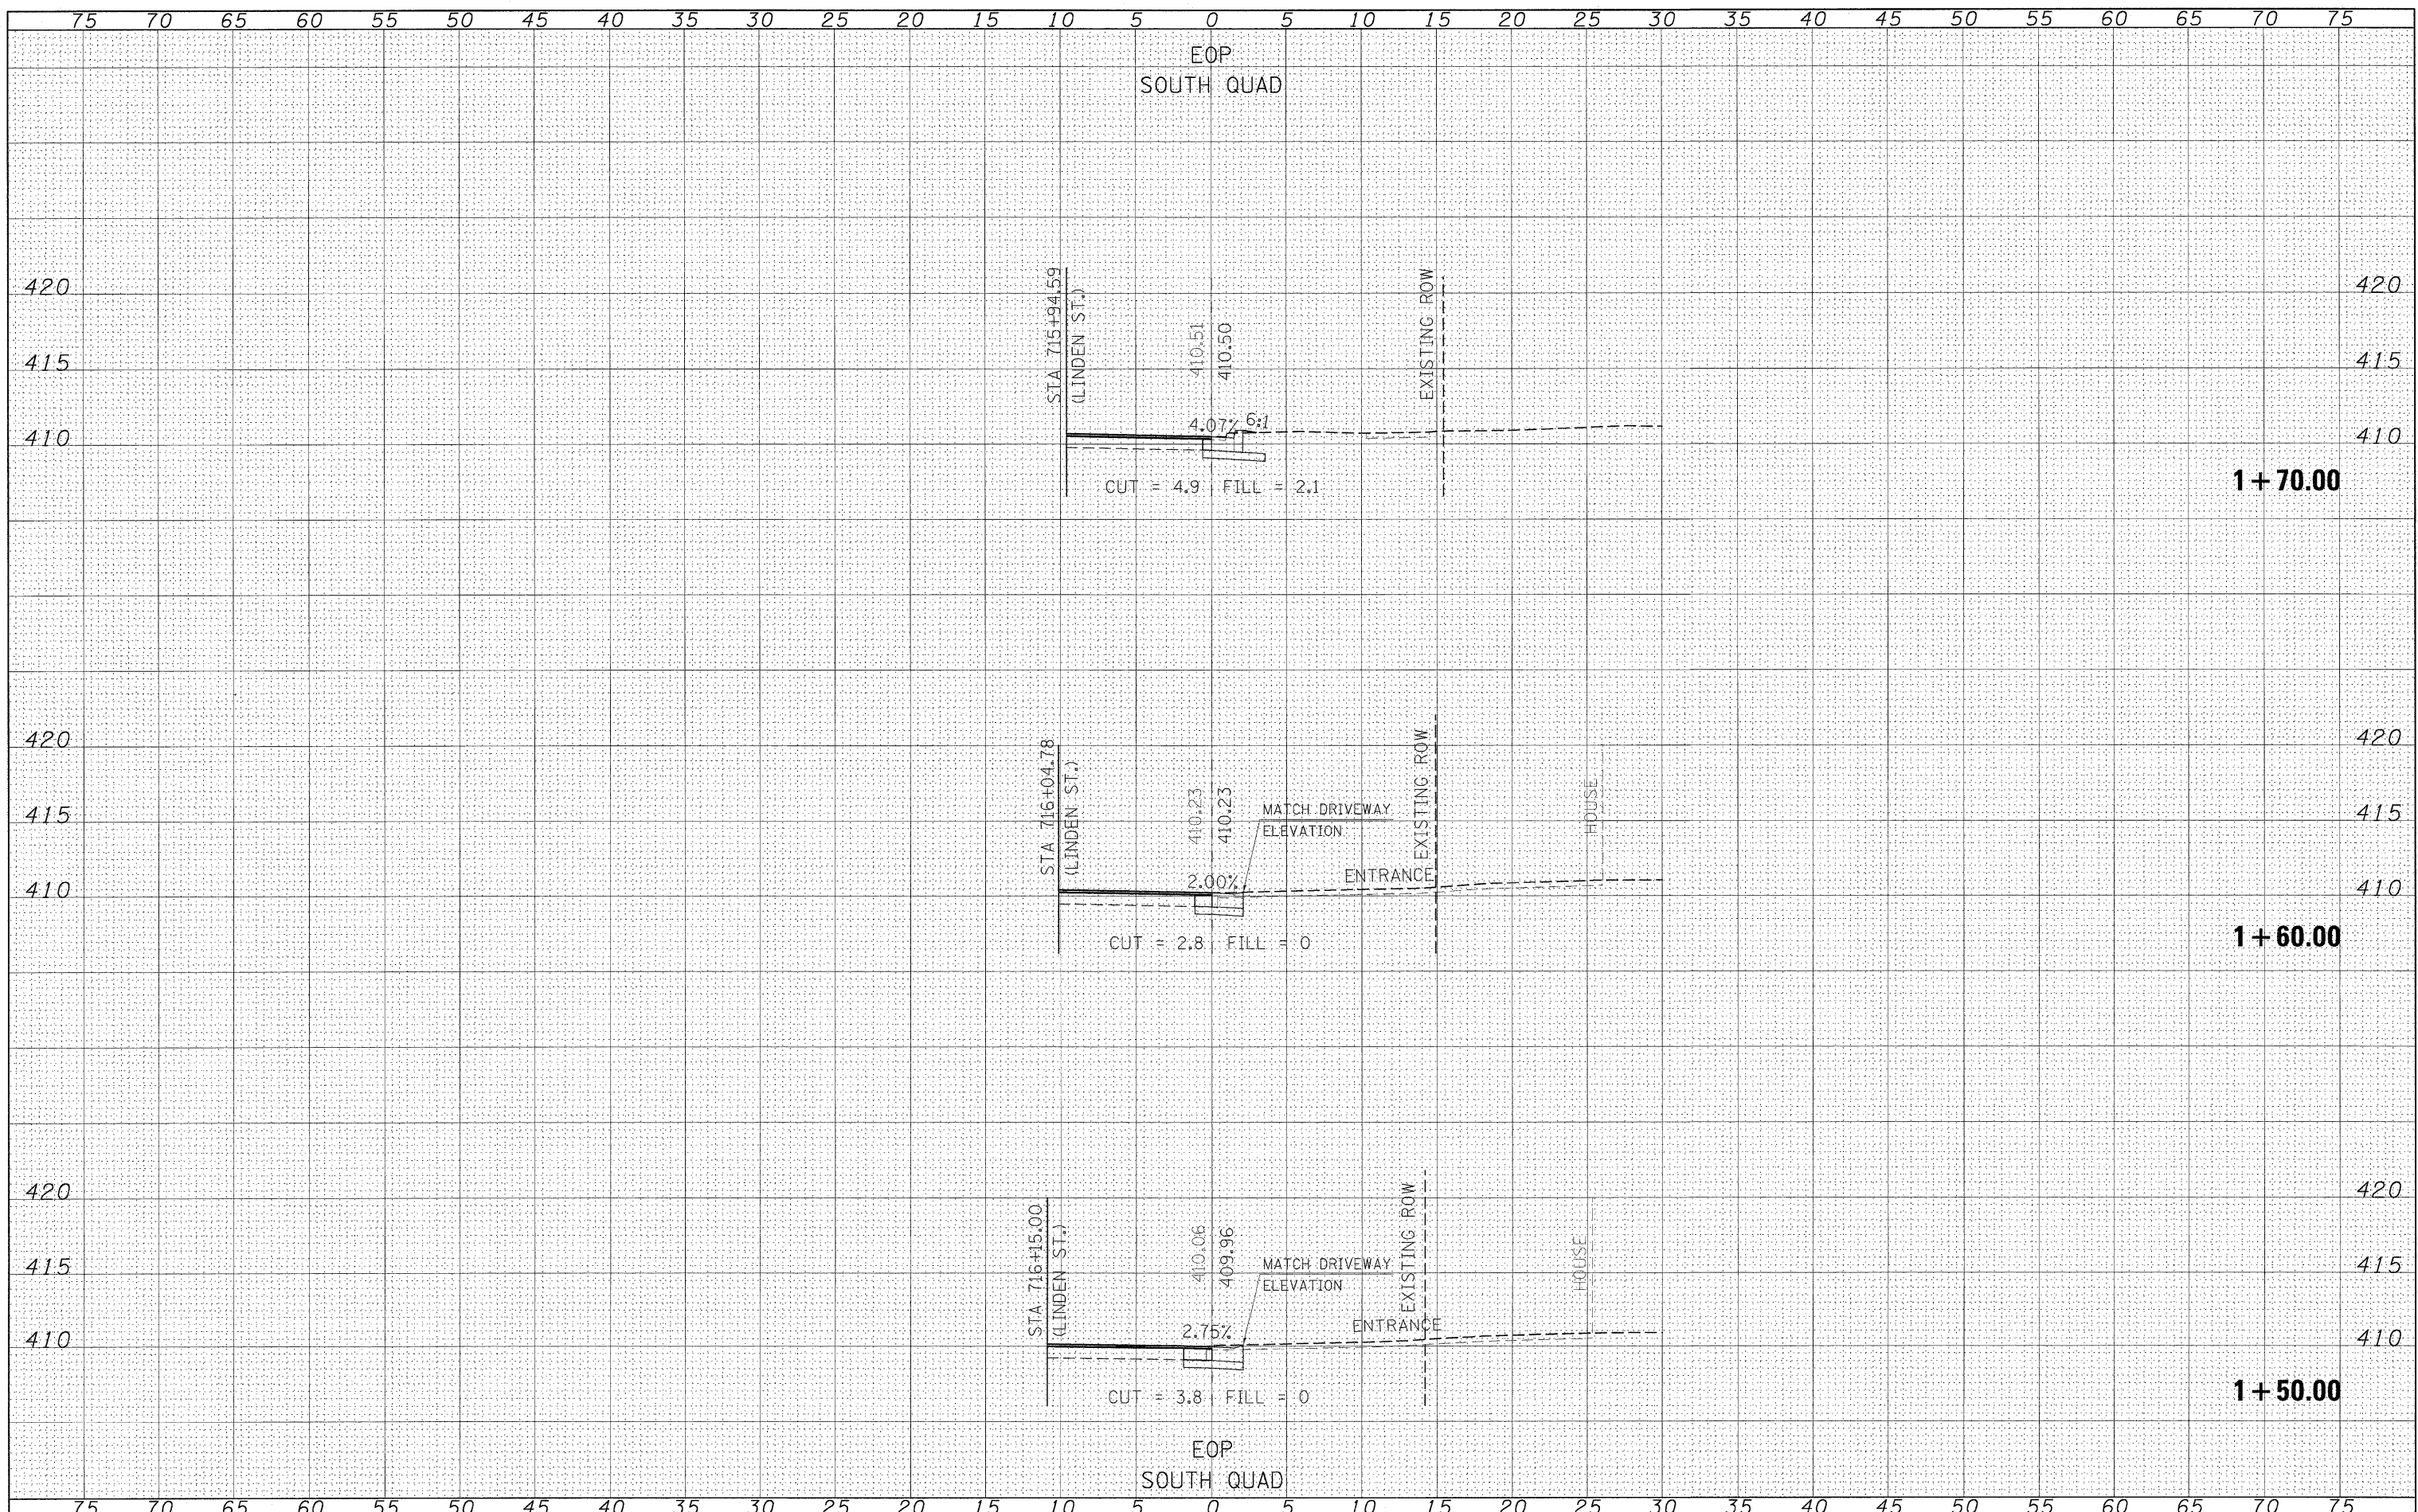 75 70 65 60 55 50 45 40 35 30 25 20 15 10 5 0 5 10 15 20 25 30 35 40 45 50 55 60 65 70 75
EOP
SOUTH QUAD
420
STA 715+94.59
(LINDEN ST.)
410.51
410.50
EXISTING ROW
420
415
415
4.07% 6:1
410
410
1+70.00
CUT = 4.9 FILL = 2.1
420
STA 716+04.78
(LINDEN ST.)
410.23
410.23
EXISTING ROW
HOUSE
420
415
MATCH DRIVEWAY
ELEVATION
415
ENTRANCE
2.00%
410
410
1+60.00
CUT = 2.8 FILL = 0
420
STA 716+15.00
(LINDEN ST.)
410.06
409.96
EXISTING ROW
HOUSE
420
415
MATCH DRIVEWAY
ELEVATION
415
ENTRANCE
2.75%
410
410
1+50.00
CUT = 3.8 FILL = 0
EOP
SOUTH QUAD
75 70 65 60 55 50 45 40 35 30 25 20 15 10 5 0 5 10 15 20 25 30 35 40 45 50 55 60 65 70 75